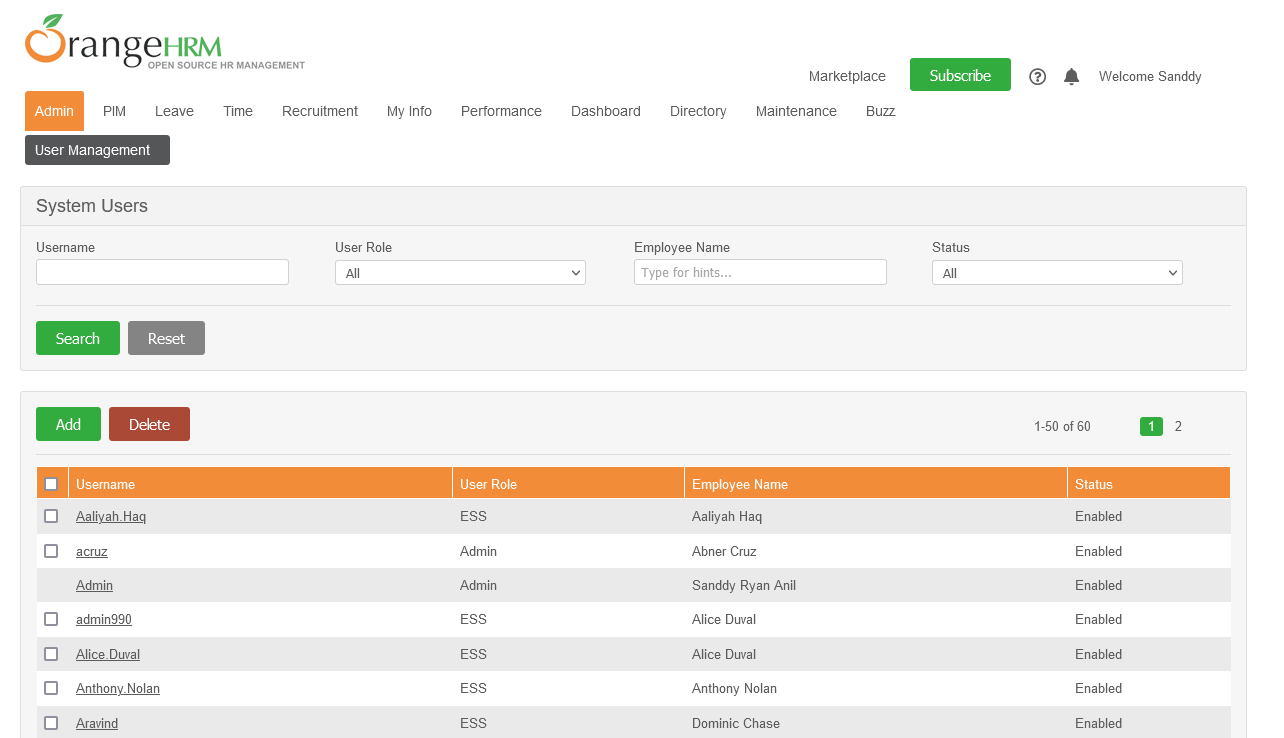 OrangeHRM
OPEN SOURCE HR MANAGEMENT
Marketplace Subscribe ? Welcome Sanddy
Admin PIM Leave Time Recruitment My Info Performance Dashboard Directory Maintenance Buzz
User Management
System Users
Username User Role Employee Name Status
All Type for hints... All
Search Reset
Add Delete 1-50 of 60 1 2
Username User Role Employee Name Status
Aaliyah.Haq ESS Aaliyah Haq Enabled
acruz Admin Abner Cruz Enabled
Admin Admin Sanddy Ryan Anil Enabled
admin990 ESS Alice Duval Enabled
Alice.Duval ESS Alice Duval Enabled
Anthony.Nolan ESS Anthony Nolan Enabled
Aravind ESS Dominic Chase Enabled